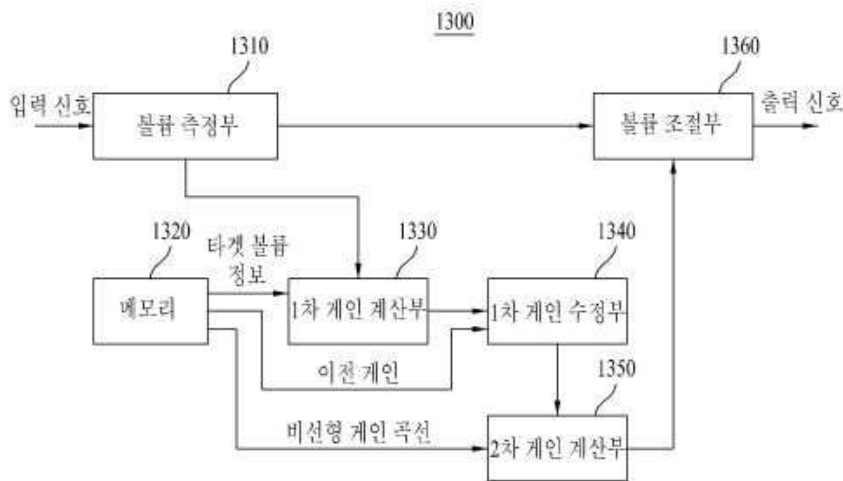 1300
1310
1360
입력 신호
볼륨 측정부
볼륨 조절부
출력 신호
1320
타겟 볼륨
정보
1330
1340
메모리
1차 게인 계산부
1차 게인 수정부
이전 게인
1350
비선형 게인 곡선
2차 게인 계산부